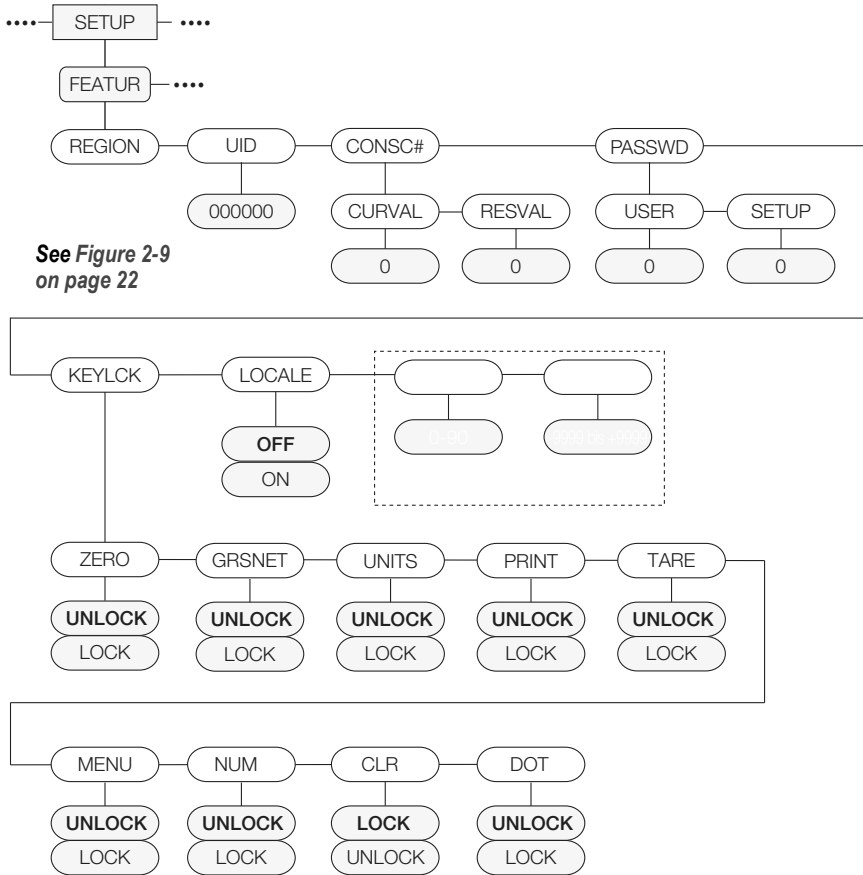 •••• SETUP ••••
FEATUR ••••
REGION UID CONSC# PASSWD
000000 CURVAL RESVAL USER SETUP
0 0 0 0
See Figure 2-9
on page 22
KEYLCK LOCALE
0-90
OFF
ON
ZERO GRSNET UNITS PRINT TARE
UNLOCK UNLOCK UNLOCK UNLOCK UNLOCK
LOCK LOCK LOCK LOCK LOCK
MENU NUM CLR DOT
UNLOCK UNLOCK LOCK UNLOCK
LOCK LOCK UNLOCK LOCK